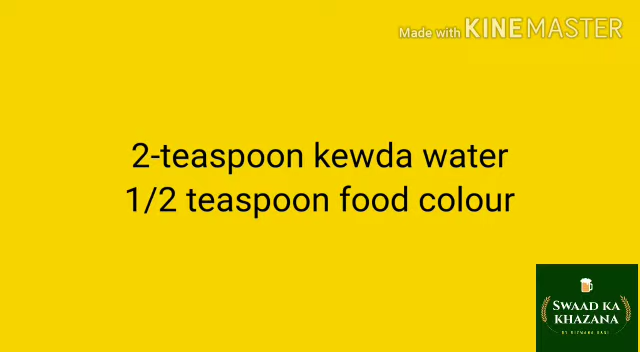 Made with KINEMASTER
2-teaspoon kewda water
1/2 teaspoon food colour
SWAAD KA
KHAZANA